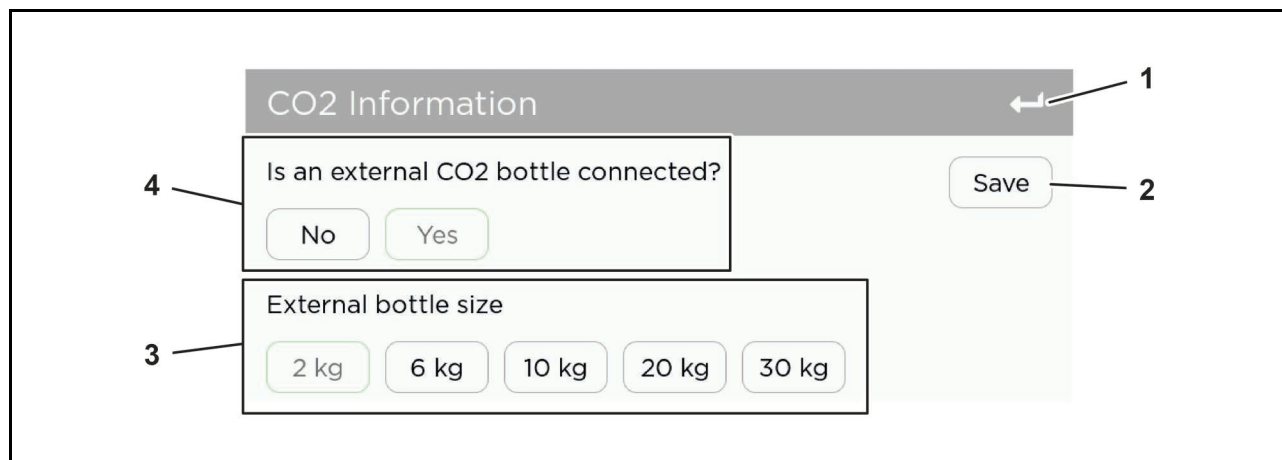 CO2 Information
1
Is an external CO2 bottle connected?
Save
2
4
No Yes
External bottle size
3
2 kg 6 kg 10 kg 20 kg 30 kg